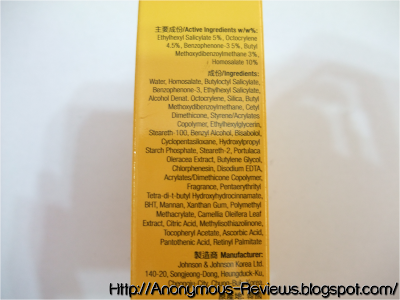 主要成份/Active Ingredients w/w%:
Ethylhexyl Salicylate 5%, Octocrylene
4.5%, Benzophenone-3 5%, Butyl
Methoxydibenzoylmethane 3%,
Homosalate 10%
成份/Ingredients:
Water, Homosalate, Butyloctyl Salicylate,
Benzophenone-3, Ethylhexyl Salicylate,
Alcohol Denat, Octocrylene, Silica, Butyl
Methoxydibenzoylmethane, Cetyl
Dimethicone, Styrene/Acrylates
Copolymer, Ethylhexylglycerin,
Steareth-100, Benzyl Alcohol, Bisabolol,
Cyclopentasiloxane, Hydroxypropyl
Starch Phosphate, Steareth-2, Portulaca
Oleracea Extract, Butylene Glycol,
Chlorphenesin, Disodium EDTA,
Acrylates/Dimethicone Copolymer,
Fragrance, Pentaerythrityl
Tetra-di-t-butyl Hydroxyhydrocinnamate,
BHT, Mannan, Xanthan Gum, Polymethyl
Methacrylate, Camellia Oleifera Leaf
Extract, Citric Acid, Methylisothiazolinone,
Tocopheryl Acetate, Ascorbic Acid,
Pantothenic Acid, Retinyl Palmitate
製造商 Manufacturer:
Johnson & Johnson Korea Ltd.
140-20, Songjeong-Dong, Heungduck-Ku,
Cheongju
http://Anonymous-Reviews.blogspot.com/